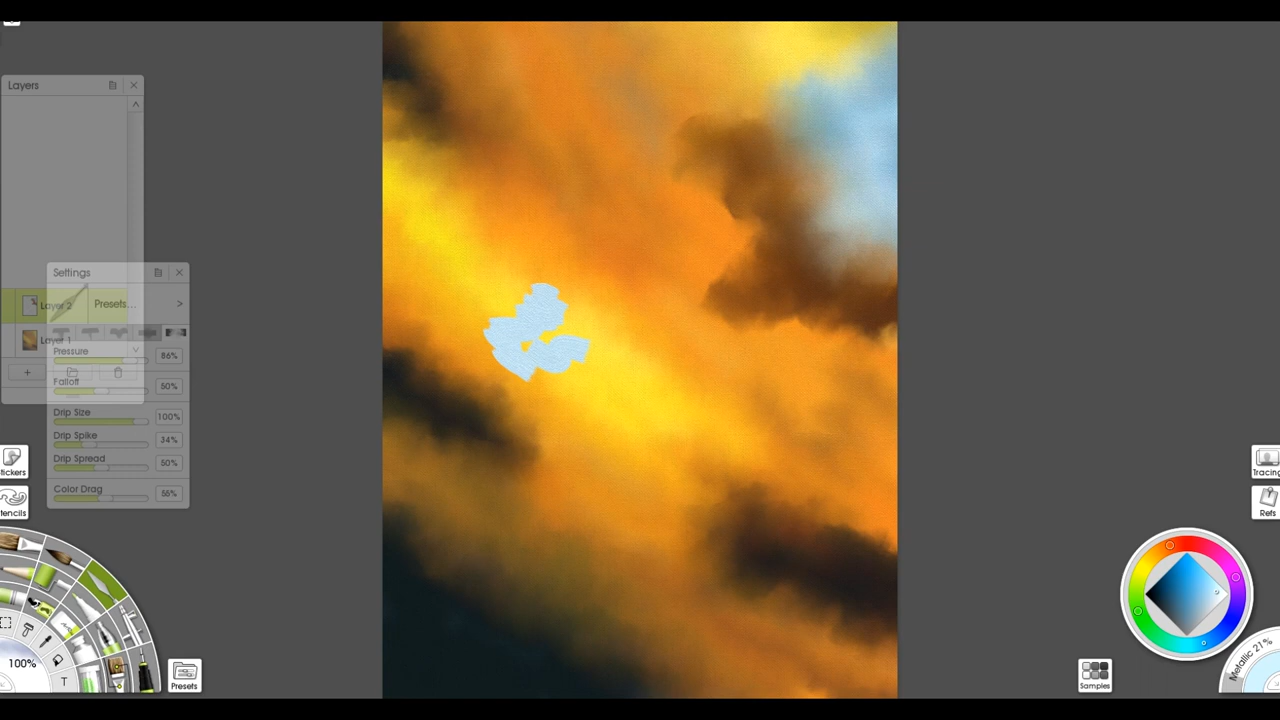 Layers
Settings
Layer 2
Presets...
>
Layer 1
Pressure
86%
Falloff
50%
Drip Size
100%
Drip Spike
34%
Drip Spread
50%
Color Drag
55%
tickers
tencils
100%
T
Presets
Tracing
Refs
Samples
Metallic 21%